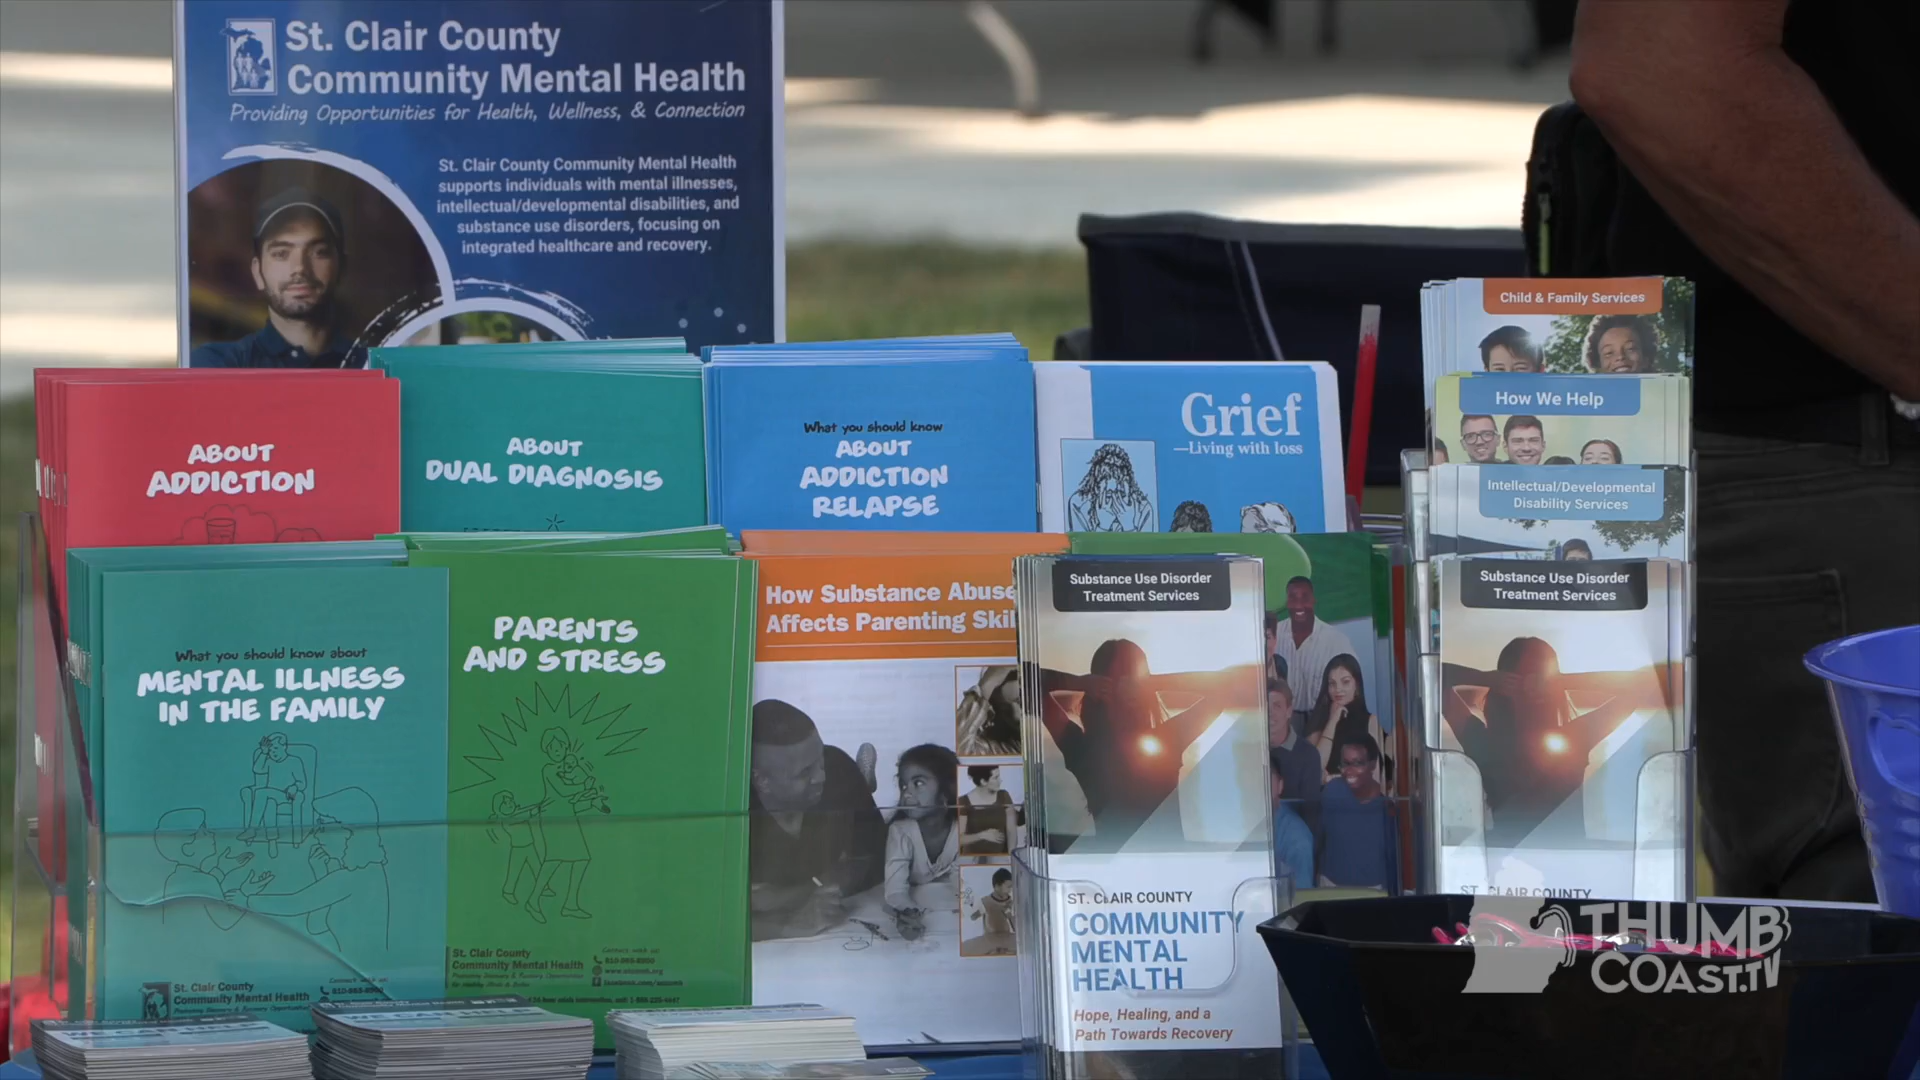 St. Clair County
Community Mental Health
Providing Opportunities for Health, Wellness, & Connection
St. Clair County Community Mental Health
supports individuals with mental illnesses,
intellectual/developmental disabilities, and
substance use disorders, focusing on
integrated healthcare and recovery.
ABOUT
ADDICTION
ABOUT
DUAL DIAGNOSIS
What you should know
ABOUT
ADDICTION
RELAPSE
Grief
—Living with loss
Child & Family Services
How We Help
Intellectual/Developmental
Disability Services
Substance Use Disorder
Treatment Services
ST. CLAIR COUNTY
What you should know about
MENTAL ILLNESS
IN THE FAMILY
St. Clair County
Community Mental Health
PARENTS
AND STRESS
St. Clair County
Community Mental Health
How Substance Abuse
Affects Parenting
Substance Use Disorder
Treatment Services
ST. CLAIR COUNTY
COMMUNITY
MENTAL
HEALTH
Hope, Healing, and a
Path Towards Recovery
WE CAN HELP
THUMB
COAST.TV